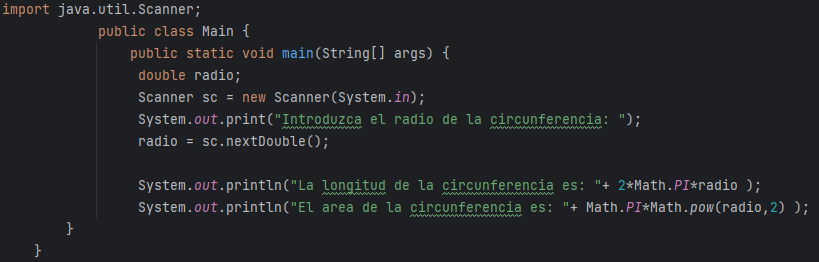 import java.util.Scanner;
public class Main {
public static void main(String[] args) {
double radio;
Scanner sc = new Scanner(System.in);
System.out.print("Introduzca el radio de la circunferencia: ");
radio = sc.nextDouble();
System.out.println("La longitud de la circunferencia es: "+ 2*Math.PI*radio );
System.out.println("El area de la circunferencia es: "+ Math.PI*Math.pow(radio,2) );
}
}